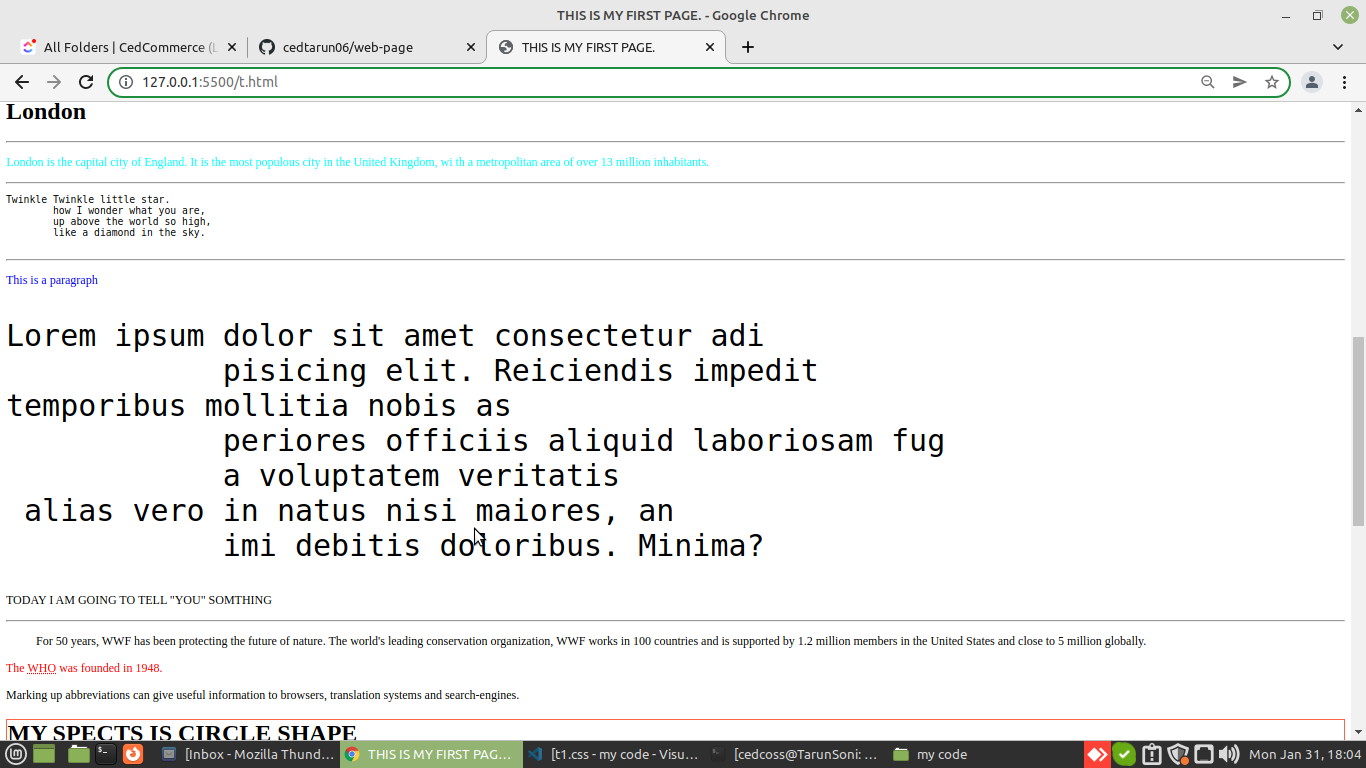 THIS IS MY FIRST PAGE. - Google Chrome
All Folders | CedCommerce (L
cedtarun06/web-page
THIS IS MY FIRST PAGE.
127.0.0.1:5500/t.html
London
London is the capital city of England. It is the most populous city in the United Kingdom, wi th a metropolitan area of over 13 million inhabitants.
Twinkle Twinkle little star.
how I wonder what you are,
up above the world so high,
like a diamond in the sky.
This is a paragraph
Lorem ipsum dolor sit amet consectetur adi
pisicing elit. Reiciendis impedit
temporibus mollitia nobis as
periores officiis aliquid laboriosam fug
a voluptatem veritatis
alias vero in natus nisi maiores, an
imi debitis doloribus. Minima?
TODAY I AM GOING TO TELL "YOU" SOMTHING
For 50 years, WWF has been protecting the future of nature. The world's leading conservation organization, WWF works in 100 countries and is supported by 1.2 million members in the United States and close to 5 million globally.
The WHO was founded in 1948.
Marking up abbreviations can give useful information to browsers, translation systems and search-engines.
MY SPECTS IS CIRCLE SHAPE
[Inbox - Mozilla Thund...
THIS IS MY FIRST PAG...
[t1.css - my code - Visu...
[cedcoss@TarunSoni: ...
my code
Mon Jan 31, 18:04